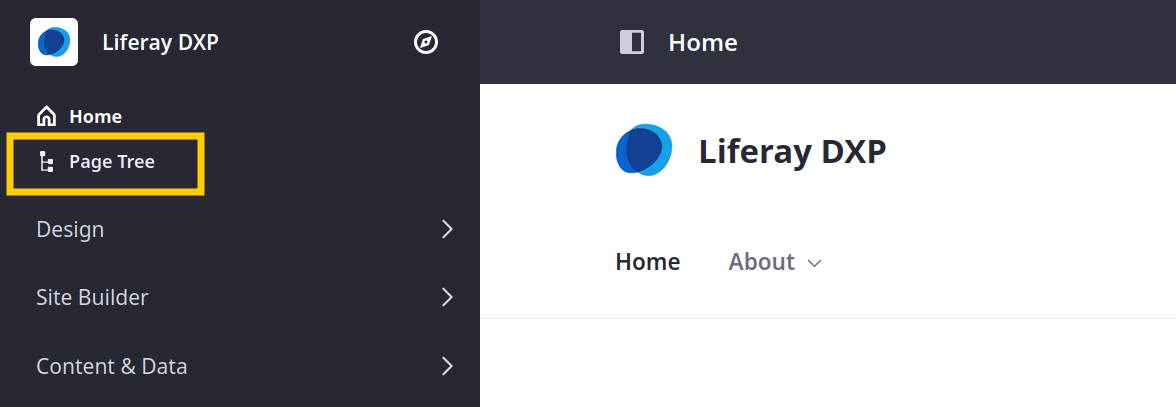 Liferay DXP
Home
Page Tree
Design
Site Builder
Content & Data
Home
Liferay DXP
Home About